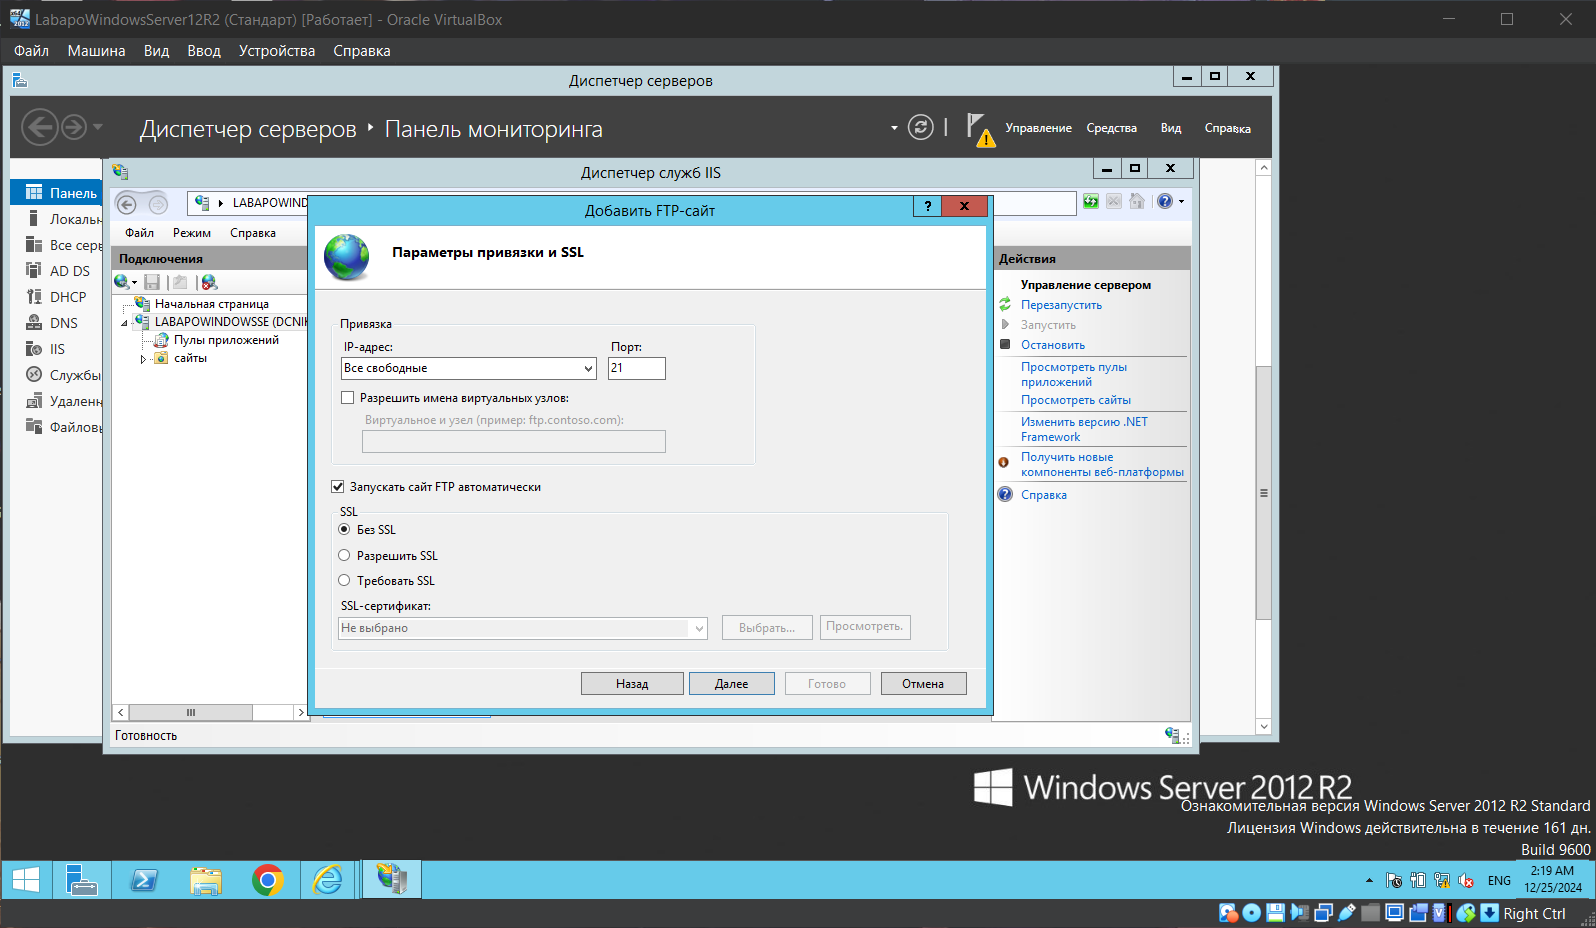 LabapoWindowsServer12R2 (Стандарт) [Работает] - Oracle VirtualBox
Файл Машина Вид Ввод Устройства Справка
Диспетчер серверов
Диспетчер серверов Панель мониторинга
Управление Средства Вид Справка
Панель
Локальн
Все серв
AD DS
DHCP
DNS
IIS
Службы
Удаленн
Файловы
Диспетчер служб IIS
LABAPOWIND
Файл Режим Справка
Подключения
Начальная страница
LABAPOWINDOWSSE (DCNIK
Пулы приложений
сайты
Готовность
Добавить FTP-сайт
Параметры привязки и SSL
Привязка
IP-адрес: Порт:
Все свободные 21
Разрешить имена виртуальных узлов:
Виртуальное и узел (пример: ftp.contoso.com):
Запускать сайт FTP автоматически
SSL
Без SSL
Разрешить SSL
Требовать SSL
SSL-сертификат:
Не выбрано Выбрать... Просмотреть.
Назад Далее Готово Отмена
Действия
Управление сервером
Перезапустить
Запустить
Остановить
Просмотреть пулы
приложений
Просмотреть сайты
Изменить версию .NET
Framework
Получить новые
компоненты веб-платформы
Справка
Windows Server 2012 R2
Ознакомительная версия Windows Server 2012 R2 Standard
Лицензия Windows действительна в течение 161 дн.
Build 9600
ENG
2:19 AM
12/25/2024
Right Ctrl